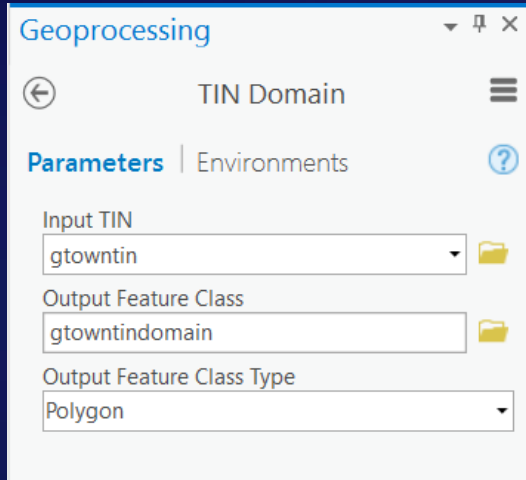 Geoprocessing
TIN Domain
Parameters | Environments
?
Input TIN
gtowntin
Output Feature Class
gtowntindomain
Output Feature Class Type
Polygon